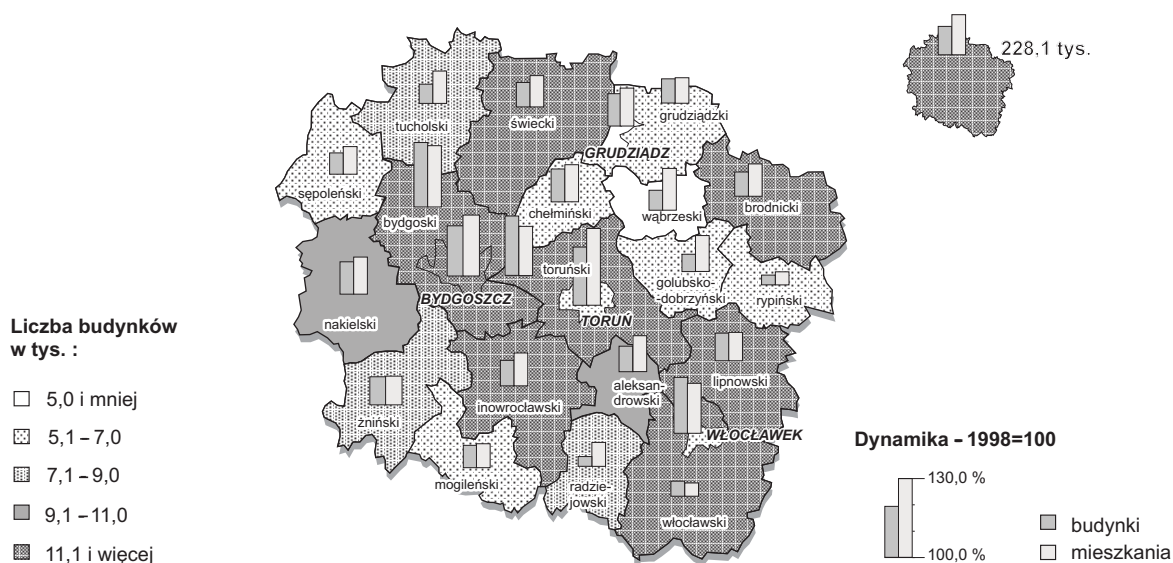 228,1 tys.
tucholski
świecki
grudziądzki
GRUDZIĄDZ
sępoleński
chełmiński
wąbrzeski
brodnicki
bydgoski
toruński
golubsko-
-dobrzyński
rypiński
BYDGOSZCZ
nakielski
TORUŃ
lipnowski
aleksan-
drowski
inowrocławski
żniński
WŁOCŁAWEK
mogileński
radzie-
jowski
włocławski
Liczba budynków
w tys. :
5,0 i mniej
5,1 – 7,0
7,1 – 9,0
9,1 – 11,0
11,1 i więcej
Dynamika – 1998=100
130,0 %
100,0 %
budynki
mieszkania